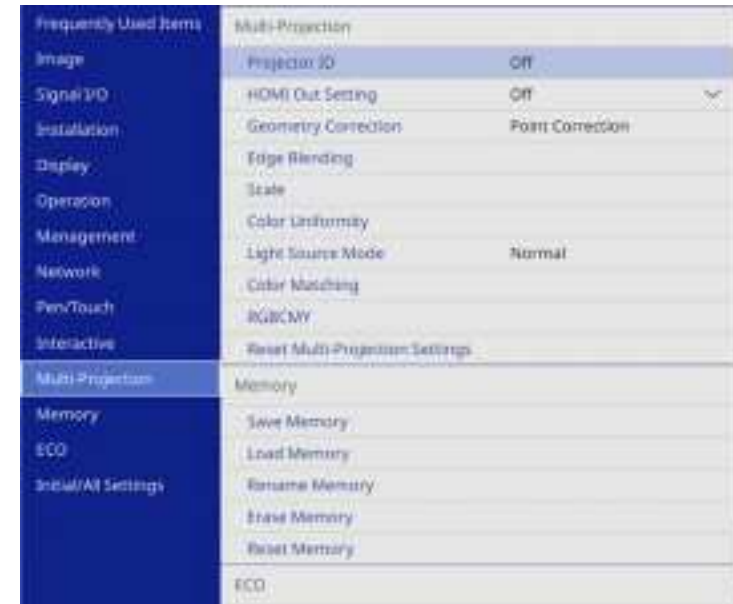 Frequently Used Items
Image
Signal I/O
Installation
Display
Operation
Management
Network
Pen/Touch
Interactive
Multi-Projection
Memory
ECO
Initial/All Settings
Multi-Projection
Projector ID Off
HDMI Out Setting Off
Geometry Correction Point Correction
Edge Blending
Scale
Color Uniformity
Light Source Mode Normal
Color Matching
RGBCMY
Reset Multi-Projection Settings
Memory
Save Memory
Load Memory
Rename Memory
Erase Memory
Reset Memory
ECO